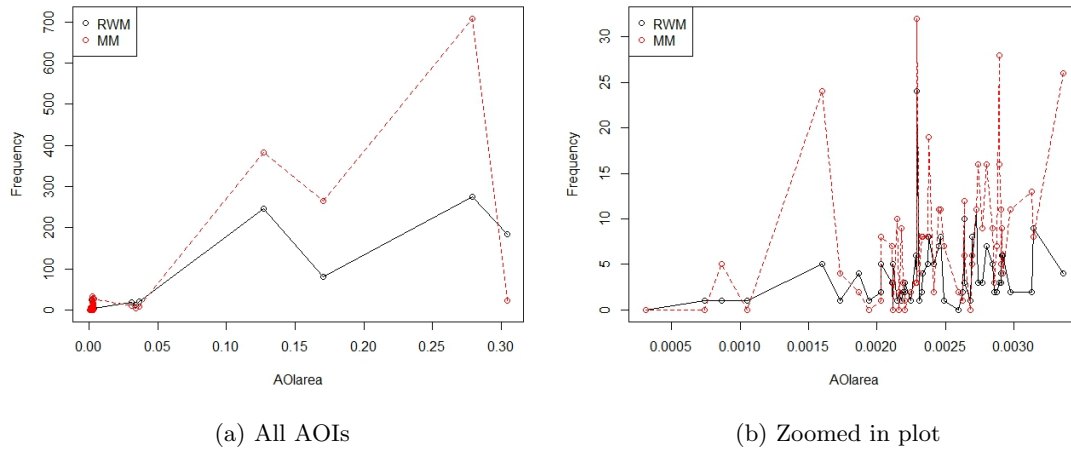 RWM
MM
700
600
500
400
300
200
100
0
Frequency
0.00 0.05 0.10 0.15 0.20 0.25 0.30
AOIarea
(a) All AOIs
RWM
MM
30
25
20
15
10
5
0
Frequency
0.0005 0.0010 0.0015 0.0020 0.0025 0.0030
AOIarea
(b) Zoomed in plot